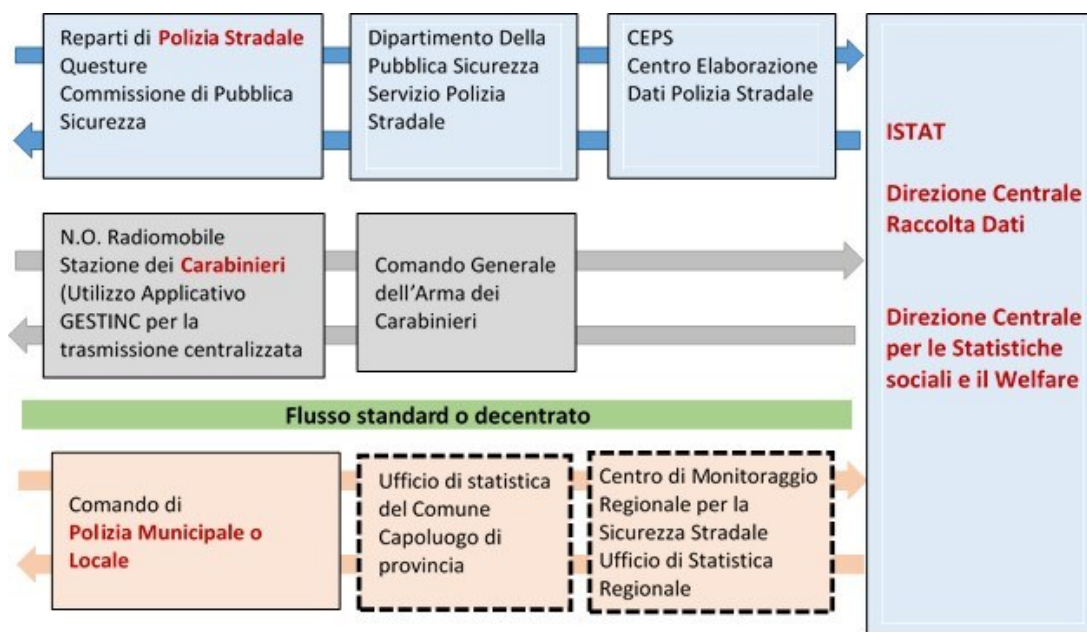 Reparti di Polizia Stradale
Questure
Commissione di Pubblica
Sicurezza
Dipartimento Della
Pubblica Sicurezza
Servizio Polizia
Stradale
CEPS
Centro Elaborazione
Dati Polizia Stradale
ISTAT
Direzione Centrale
Raccolta Dati
Direzione Centrale
per le Statistiche
sociali e il Welfare
N.O. Radiomobile
Stazione dei Carabinieri
(Utilizzo Applicativo
GESTINC per la
trasmissione centralizzata
Comando Generale
dell'Arma dei
Carabinieri
Flusso standard o decentrato
Comando di
Polizia Municipale o
Locale
Ufficio di statistica
del Comune
Capoluogo di
provincia
Centro di Monitoraggio
Regionale per la
Sicurezza Stradale
Ufficio di Statistica
Regionale